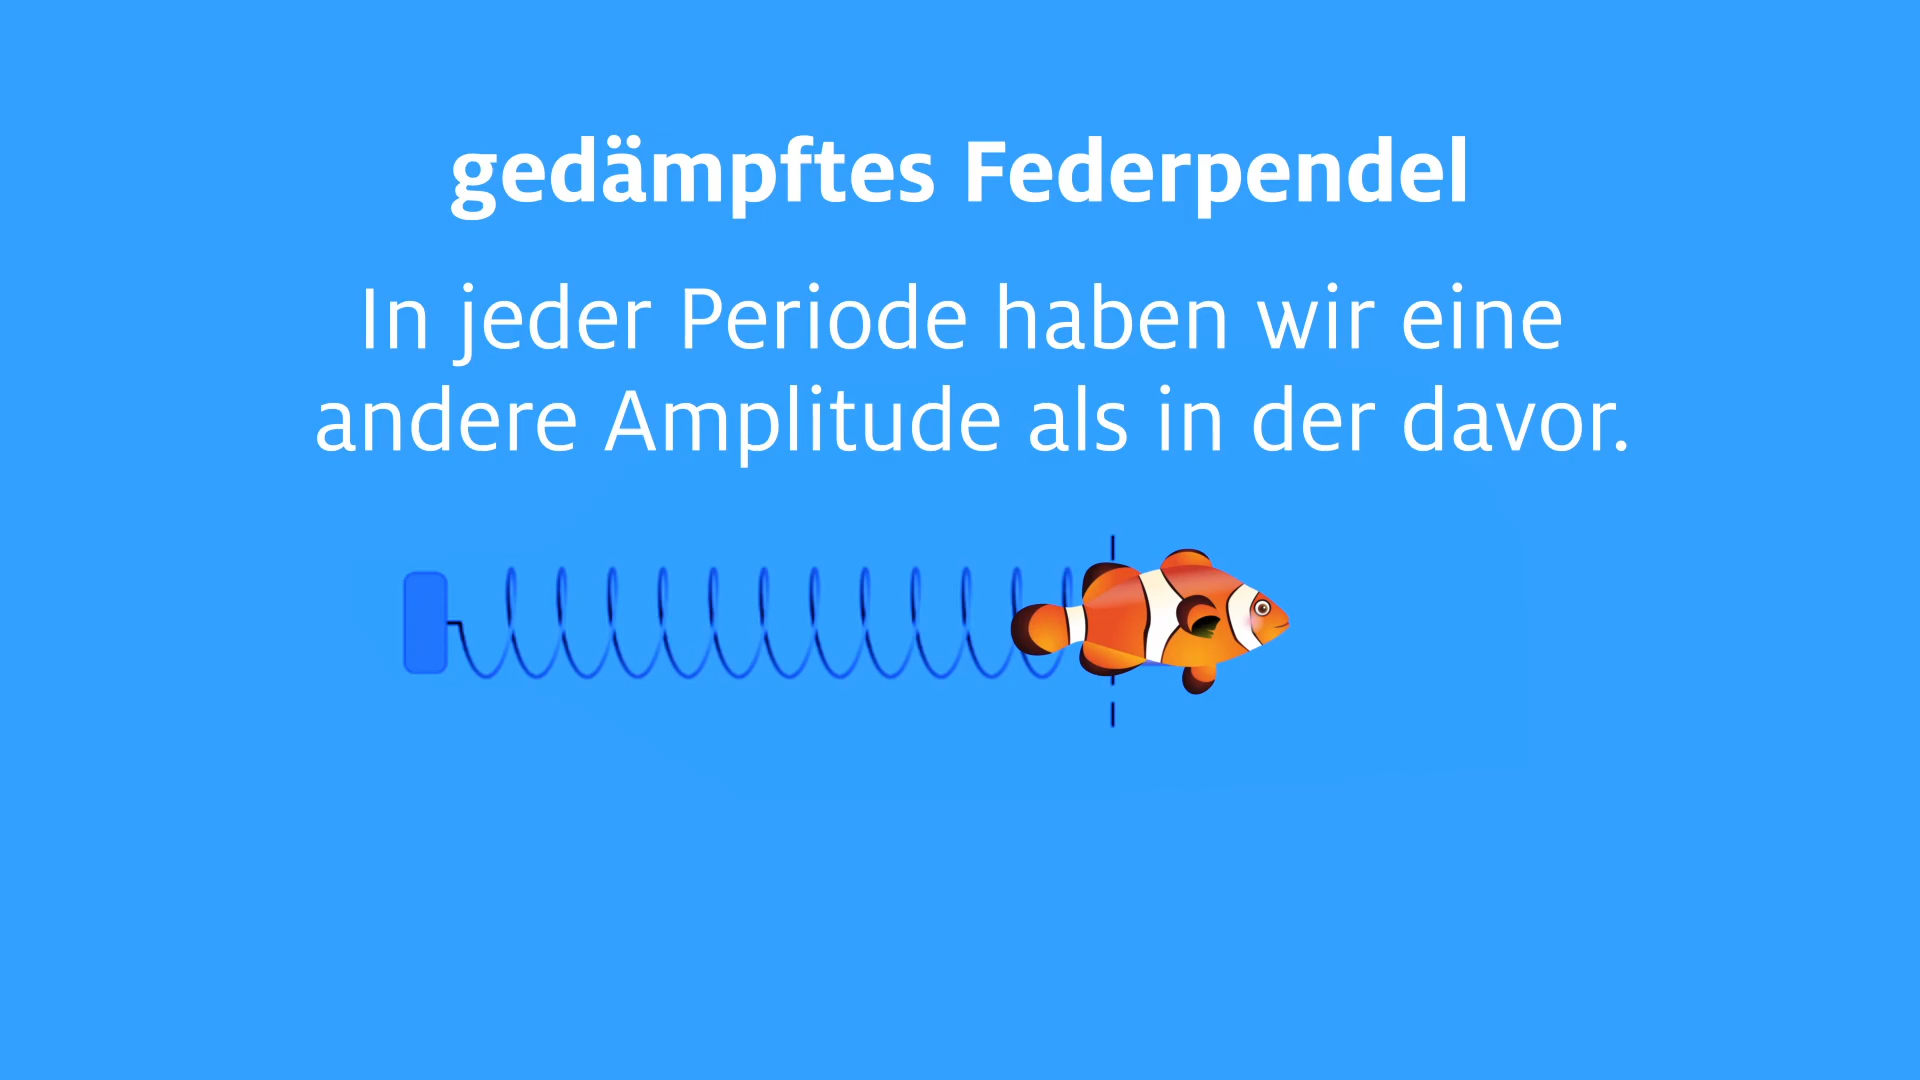 gedämpftes Federpendel
In jeder Periode haben wir eine
andere Amplitude als in der davor.